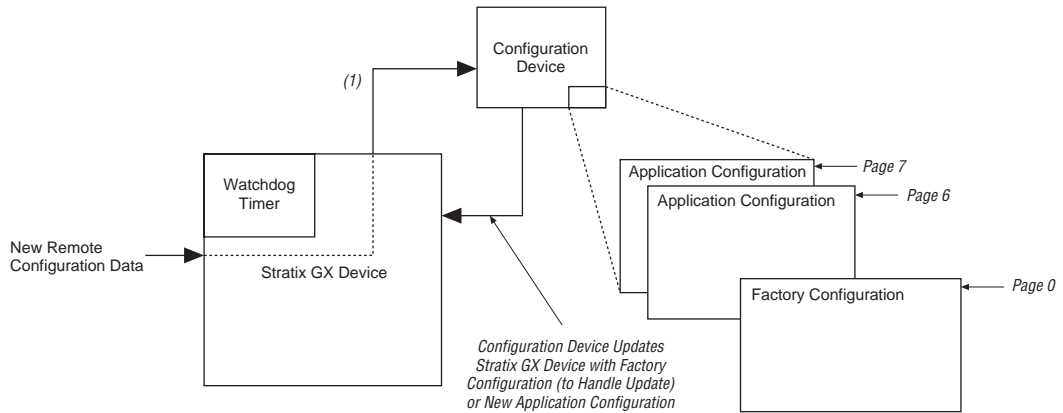 Configuration
Device
(1)
Application Configuration
Page 7
Application Configuration
Page 6
Watchdog
Timer
New Remote
Configuration Data
Stratix GX Device
Factory Configuration
Page 0
Configuration Device Updates
Stratix GX Device with Factory
Configuration (to Handle Update)
or New Application Configuration